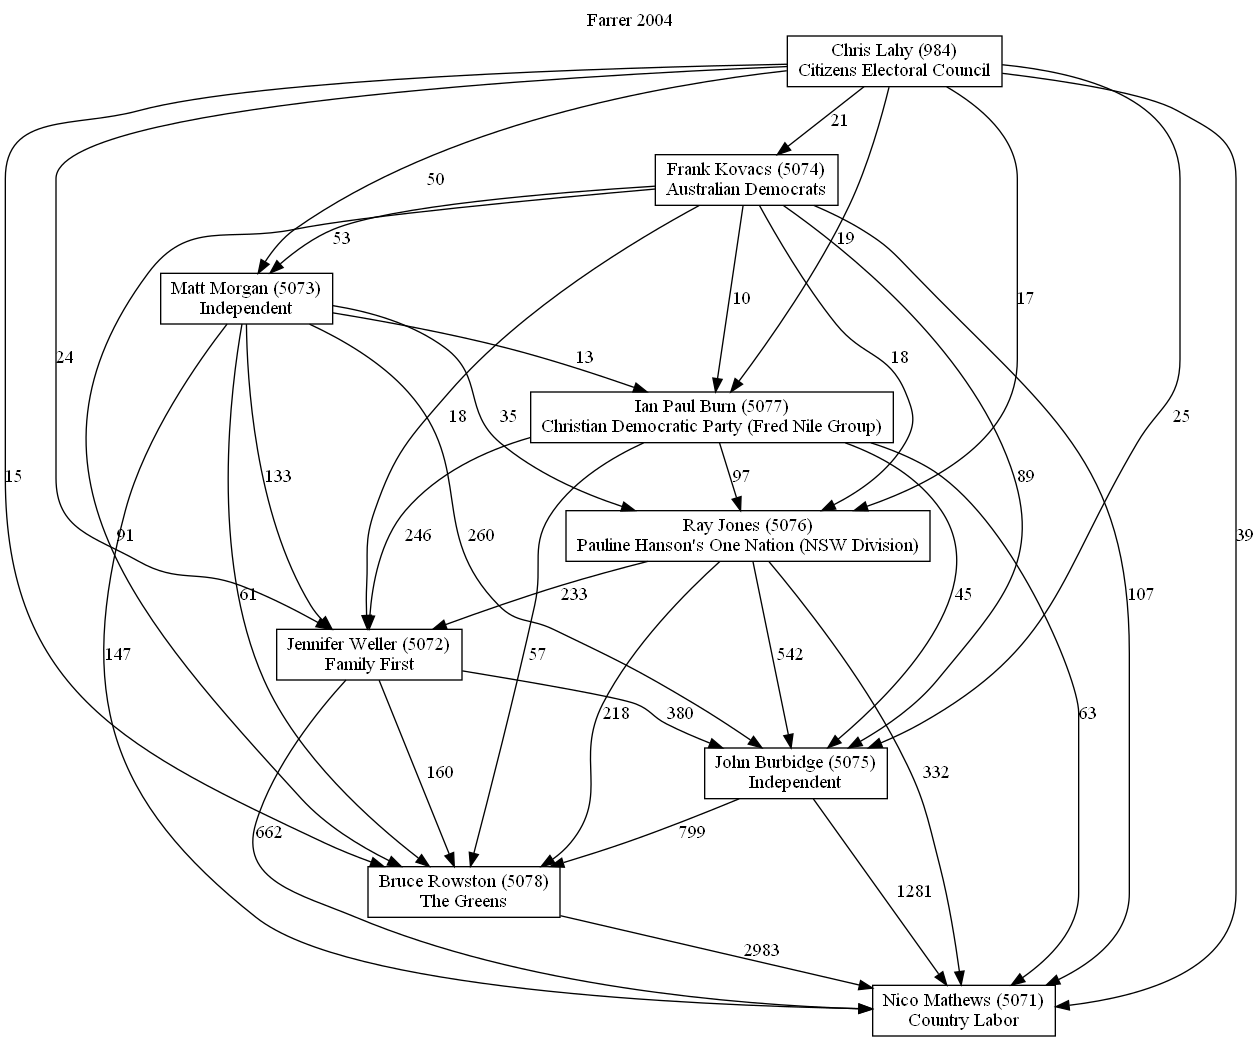 Farrer 2004
Chris Lahy (984)
Citizens Electoral Council
21
Frank Kovacs (5074)
Australian Democrats
50
53
19
Matt Morgan (5073)
Independent
10
17
24
13
18
Ian Paul Burn (5077)
Christian Democratic Party (Fred Nile Group)
18
35
25
15
133
97
89
Ray Jones (5076)
Pauline Hanson's One Nation (NSW Division)
91
246
260
39
61
233
45
107
Jennifer Weller (5072)
Family First
147
57
542
218
380
63
John Burbidge (5075)
Independent
160
332
662
799
Bruce Rowston (5078)
The Greens
1281
2983
Nico Mathews (5071)
Country Labor